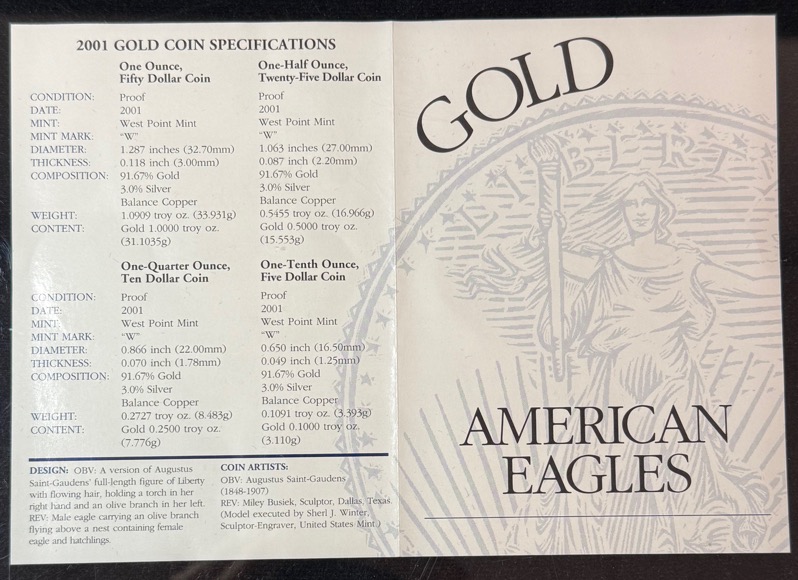 2001 GOLD COIN SPECIFICATIONS
One Ounce, One-Half Ounce,
Fifty Dollar Coin Twenty-Five Dollar Coin
CONDITION: Proof Proof
DATE: 2001 2001
MINT: West Point Mint West Point Mint
MINT MARK: "W" "W"
DIAMETER: 1.287 inches (32.70mm) 1.063 inches (27.00mm)
THICKNESS: 0.118 inch (3.00mm) 0.087 inch (2.20mm)
COMPOSITION: 91.67% Gold 91.67% Gold
3.0% Silver 3.0% Silver
Balance Copper Balance Copper
WEIGHT: 1.0909 troy oz. (33.931g) 0.5455 troy oz. (16.966g)
CONTENT: Gold 1.0000 troy oz. Gold 0.5000 troy oz.
(31.1035g) (15.553g)
One-Quarter Ounce, One-Tenth Ounce,
Ten Dollar Coin Five Dollar Coin
CONDITION: Proof Proof
DATE: 2001 2001
MINT: West Point Mint West Point Mint
MINT MARK: "W" "W"
DIAMETER: 0.866 inch (22.00mm) 0.650 inch (16.50mm)
THICKNESS: 0.070 inch (1.78mm) 0.049 inch (1.25mm)
COMPOSITION: 91.67% Gold 91.67% Gold
3.0% Silver 3.0% Silver
Balance Copper Balance Copper
WEIGHT: 0.2727 troy oz. (8.483g) 0.1091 troy oz. (3.393g)
CONTENT: Gold 0.2500 troy oz. Gold 0.1000 troy oz.
(7.776g) (3.110g)
DESIGN: OBV: A version of Augustus
Saint-Gaudens' full-length figure of Liberty
with flowing hair, holding a torch in her
right hand and an olive branch in her left.
REV: Male eagle carrying an olive branch
flying above a nest containing female
eagle and hatchlings.
COIN ARTISTS:
OBV: Augustus Saint-Gaudens
(1848-1907)
REV: Miley Busiek, Sculptor, Dallas, Texas.
(Model executed by Sherl J. Winter,
Sculptor-Engraver, United States Mint.)
GOLD
LIBERTY
AMERICAN
EAGLES